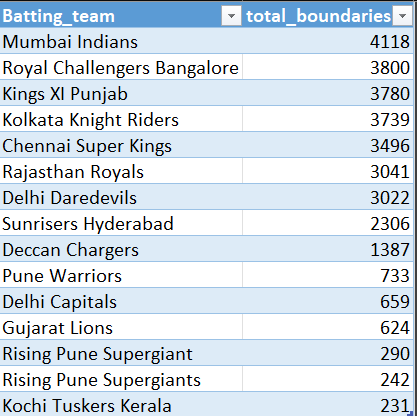 Batting_team total_boundaries
Mumbai Indians 4118
Royal Challengers Bangalore 3800
Kings XI Punjab 3780
Kolkata Knight Riders 3739
Chennai Super Kings 3496
Rajasthan Royals 3041
Delhi Daredevils 3022
Sunrisers Hyderabad 2306
Deccan Chargers 1387
Pune Warriors 733
Delhi Capitals 659
Gujarat Lions 624
Rising Pune Supergiant 290
Rising Pune Supergiants 242
Kochi Tuskers Kerala 231